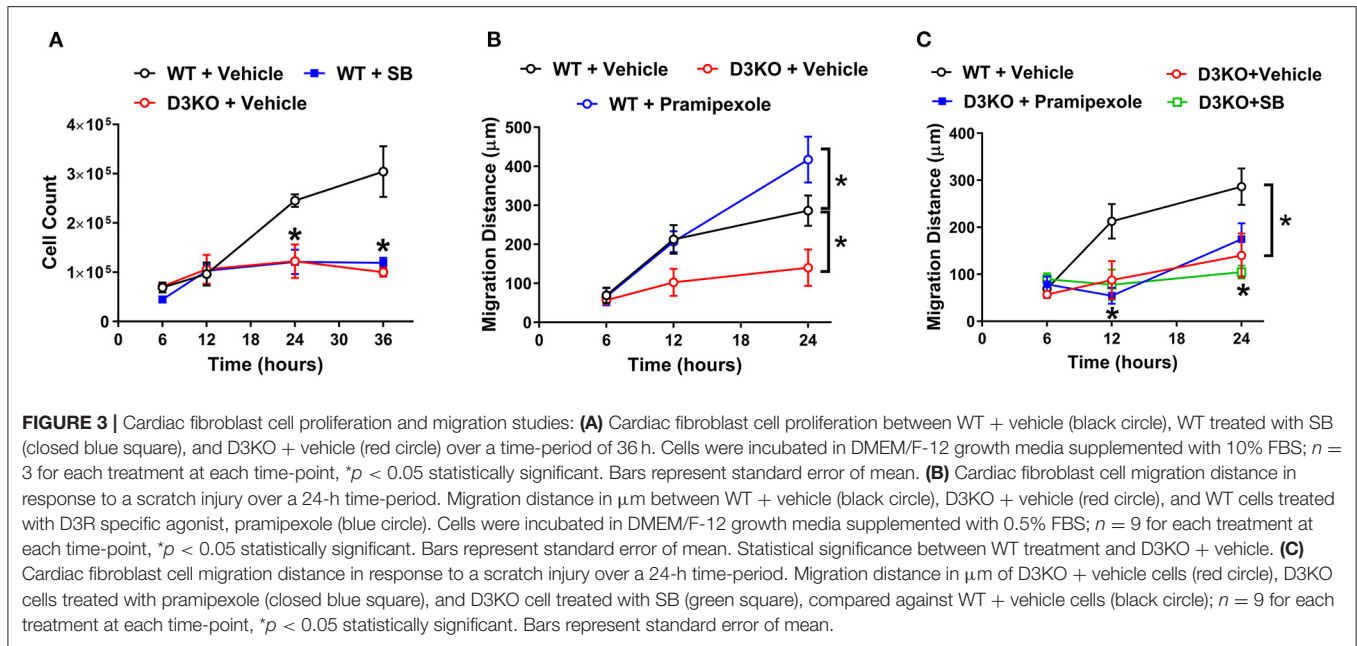 A
WT + Vehicle
WT + SB
D3KO + Vehicle
4×10⁵
3×10⁵
2×10⁵
1×10⁵
0
Cell Count
*
*
0
6
12
18
24
30
36
Time (hours)
B
WT + Vehicle
D3KO + Vehicle
WT + Pramipexole
500
400
300
200
100
0
Migration Distance (μm)
*
*
0
6
12
18
24
Time (hours)
C
WT + Vehicle
D3KO+Vehicle
D3KO + Pramipexole
D3KO+SB
400
300
200
100
0
Migration Distance (μm)
*
*
*
0
6
12
18
24
Time (hours)
FIGURE 3 | Cardiac fibroblast cell proliferation and migration studies: (A) Cardiac fibroblast cell proliferation between WT + vehicle (black circle), WT treated with SB
(closed blue square), and D3KO + vehicle (red circle) over a time-period of 36 h. Cells were incubated in DMEM/F-12 growth media supplemented with 10% FBS; n =
3 for each treatment at each time-point, *p < 0.05 statistically significant. Bars represent standard error of mean. (B) Cardiac fibroblast cell migration distance in
response to a scratch injury over a 24-h time-period. Migration distance in μm between WT + vehicle (black circle), D3KO + vehicle (red circle), and WT cells treated
with D3R specific agonist, pramipexole (blue circle). Cells were incubated in DMEM/F-12 growth media supplemented with 0.5% FBS; n = 9 for each treatment at
each time-point, *p < 0.05 statistically significant. Bars represent standard error of mean. Statistical significance between WT treatment and D3KO + vehicle. (C)
Cardiac fibroblast cell migration distance in response to a scratch injury over a 24-h time-period. Migration distance in μm of D3KO + vehicle cells (red circle), D3KO
cells treated with pramipexole (closed blue square), and D3KO cell treated with SB (green square), compared against WT + vehicle cells (black circle); n = 9 for each
treatment at each time-point, *p < 0.05 statistically significant. Bars represent standard error of mean.